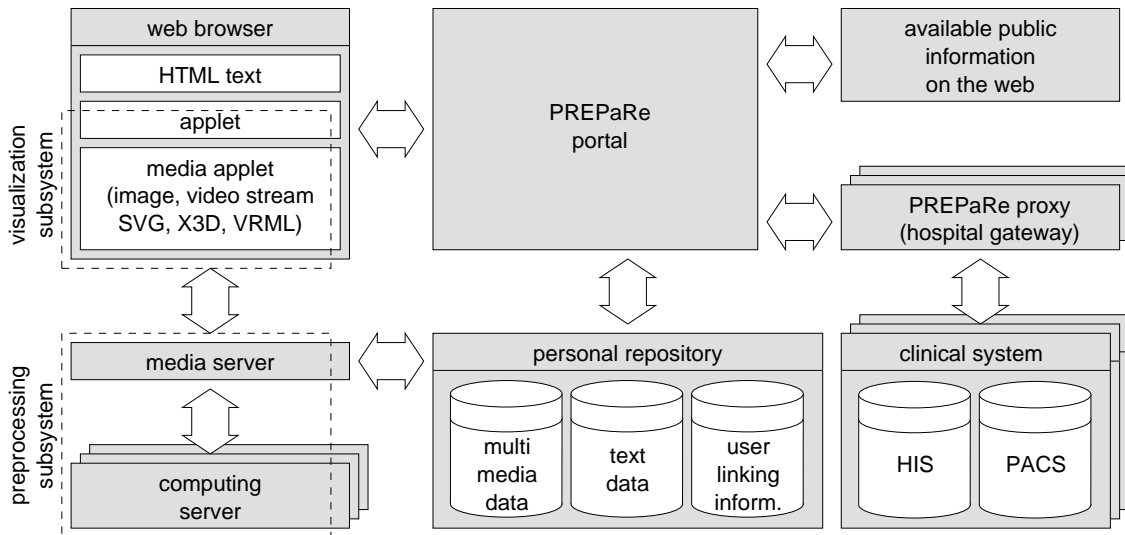 web browser
HTML text
applet
media applet
(image, video stream
SVG, X3D, VRML)
visualization
subsystem
PREPaRe
portal
available public
information
on the web
PREPaRe proxy
(hospital gateway)
media server
computing
server
preprocessing
subsystem
personal repository
multi
media
data
text
data
user
linking
inform.
clinical system
HIS
PACS